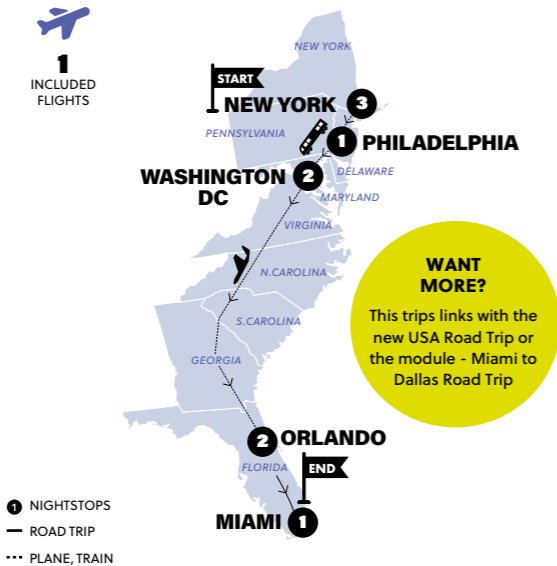 1
INCLUDED
FLIGHTS
NEW YORK
START
NEW YORK
3
PENNSYLVANIA
1
PHILADELPHIA
WASHINGTON
DC
2
DELAWARE
MARYLAND
VIRGINIA
N.CAROLINA
S.CAROLINA
GEORGIA
WANT
MORE?
This trips links with the
new USA Road Trip or
the module - Miami to
Dallas Road Trip
2
ORLANDO
FLORIDA
END
MIAMI
1
1 NIGHTSTOPS
ROAD TRIP
PLANE, TRAIN